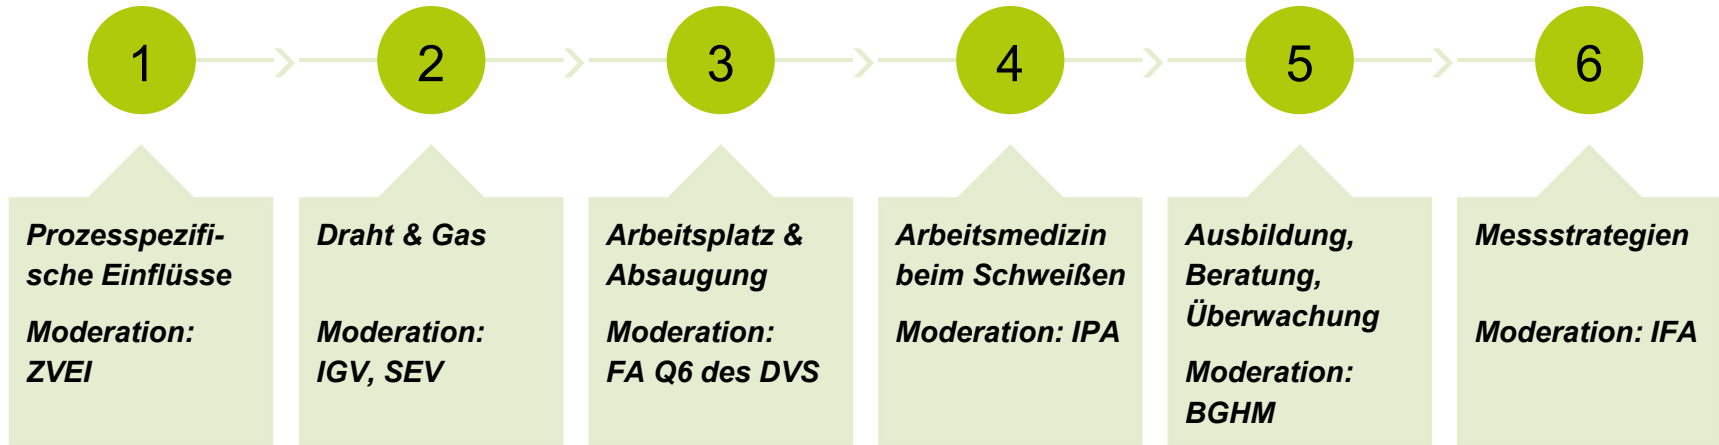 1
2
3
4
5
6
Prozesspezifi-
sche Einflüsse
Moderation:
ZVEI
Draht & Gas
Moderation:
IGV, SEV
Arbeitsplatz &
Absaugung
Moderation:
FA Q6 des DVS
Arbeitsmedizin
beim Schweißen
Moderation: IPA
Ausbildung,
Beratung,
Überwachung
Moderation:
BGHM
Messstrategien
Moderation: IFA